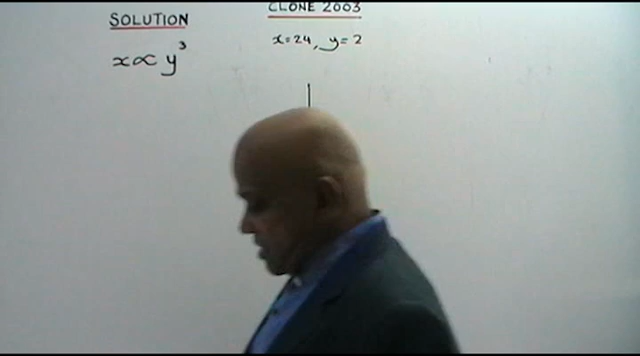 SOLUTION
x∝y³
CLONE 2003
x=24, y=2